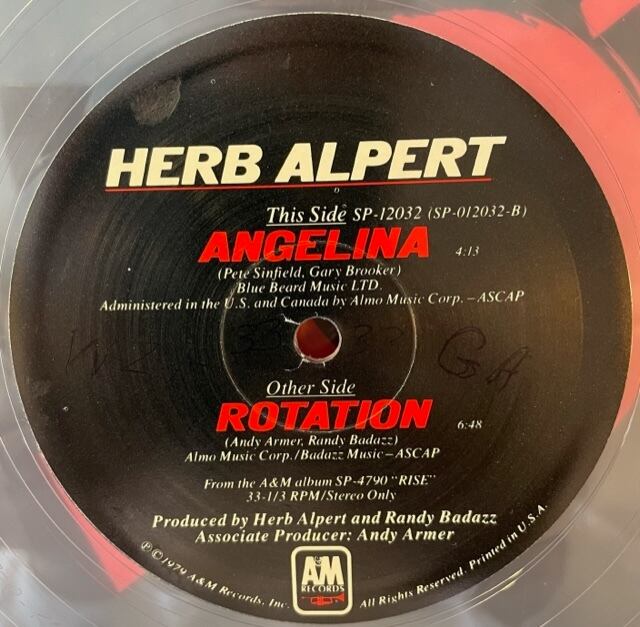 HERB ALPERT
This Side SP-12032 (SP-012032-B)
ANGELINA 4:13
(Pete Sinfield, Gary Brooker)
Blue Beard Music LTD.
Administered in the U.S. and Canada by Almo Music Corp.–ASCAP
Other Side
ROTATION 6:48
(Andy Armer, Randy Badazz)
Almo Music Corp./Badazz Music–ASCAP
From the A&M album SP-4790 "RISE"
33-1/3 RPM/Stereo Only
Produced by Herb Alpert and Randy Badazz
Associate Producer: Andy Armer
℗©1979 A&M Records, Inc. All Rights Reserved. Printed in U.S.A.
A&M
RECORDS